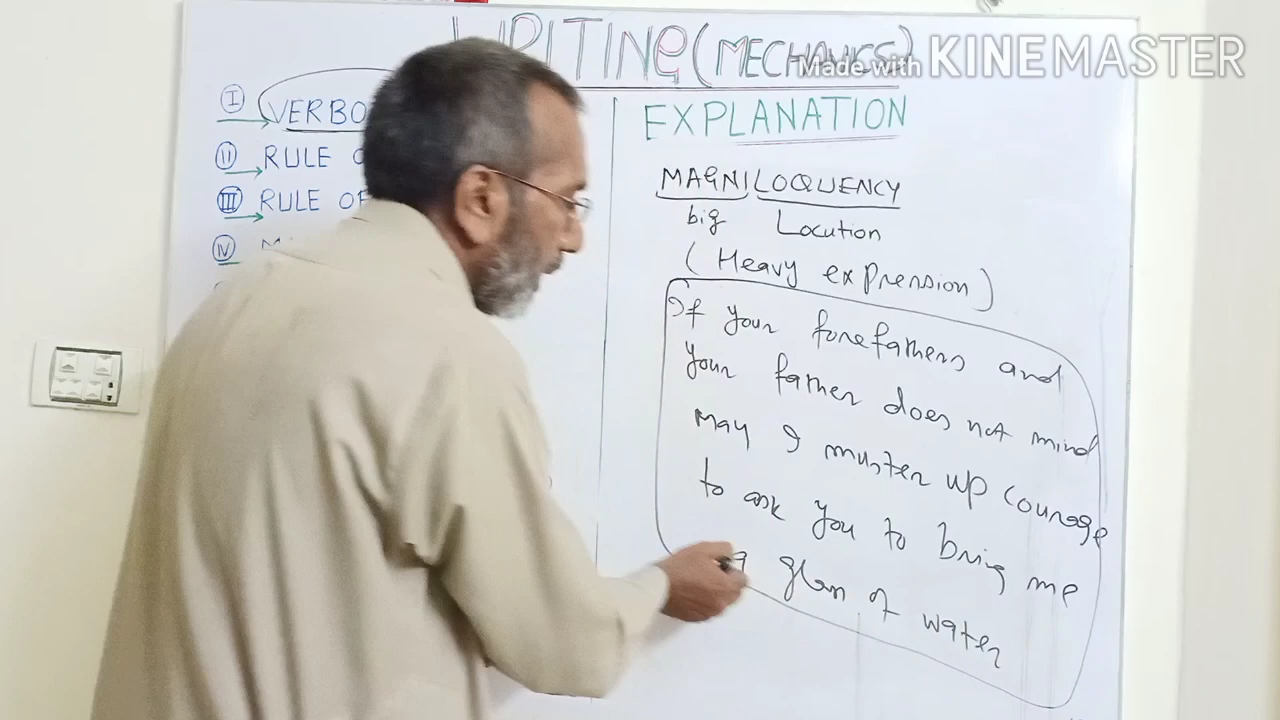 WRITING (MECHANICS)
Made with KINEMASTER
I VERBO
II RULE O
III RULE OF
IV M
EXPLANATION
MAGNILOQUENCY
big Locution
(Heavy expression)
If your forefathers and
your father does not mind
may I muster up courage
to ask you to bring me
a glass of water